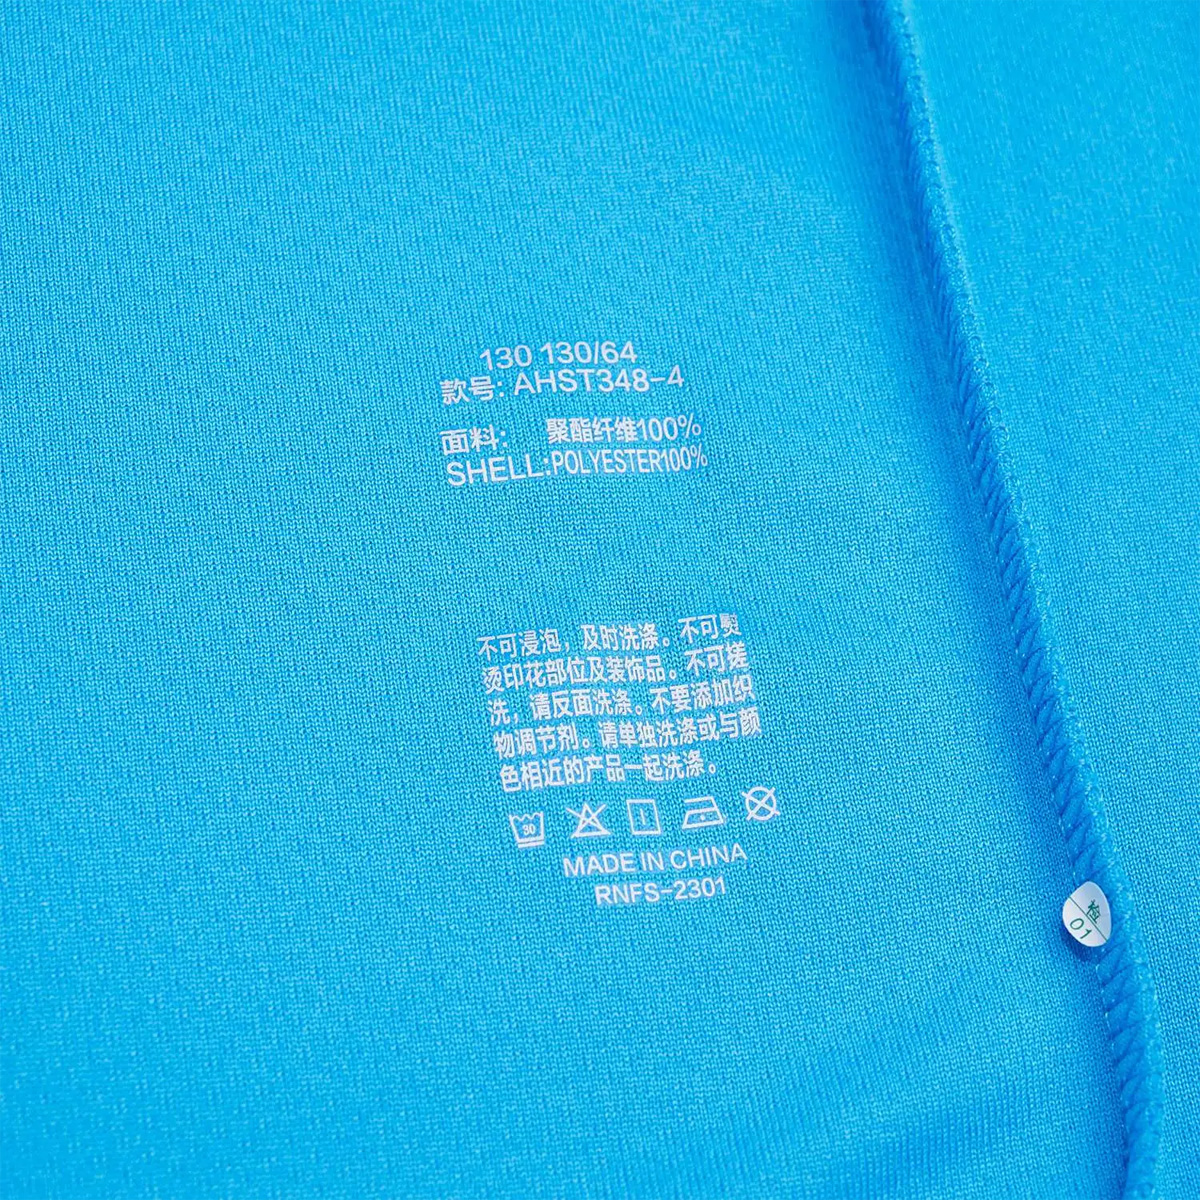 130 130/64
款号: AHST348-4
面料: 聚酯纤维100%
SHELL:POLYESTER100%
不可浸泡，及时洗涤。不可熨
烫印花部位及装饰品。不可搓
洗，请反面洗涤。不要添加织
物调节剂。请单独洗涤或与颜
色相近的产品一起洗涤。
30
MADE IN CHINA
RNFS-2301
检
01